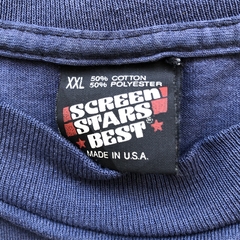 XXL 50% COTTON
50% POLYESTER
SCREEN
STARS
BEST®
MADE IN U.S.A.